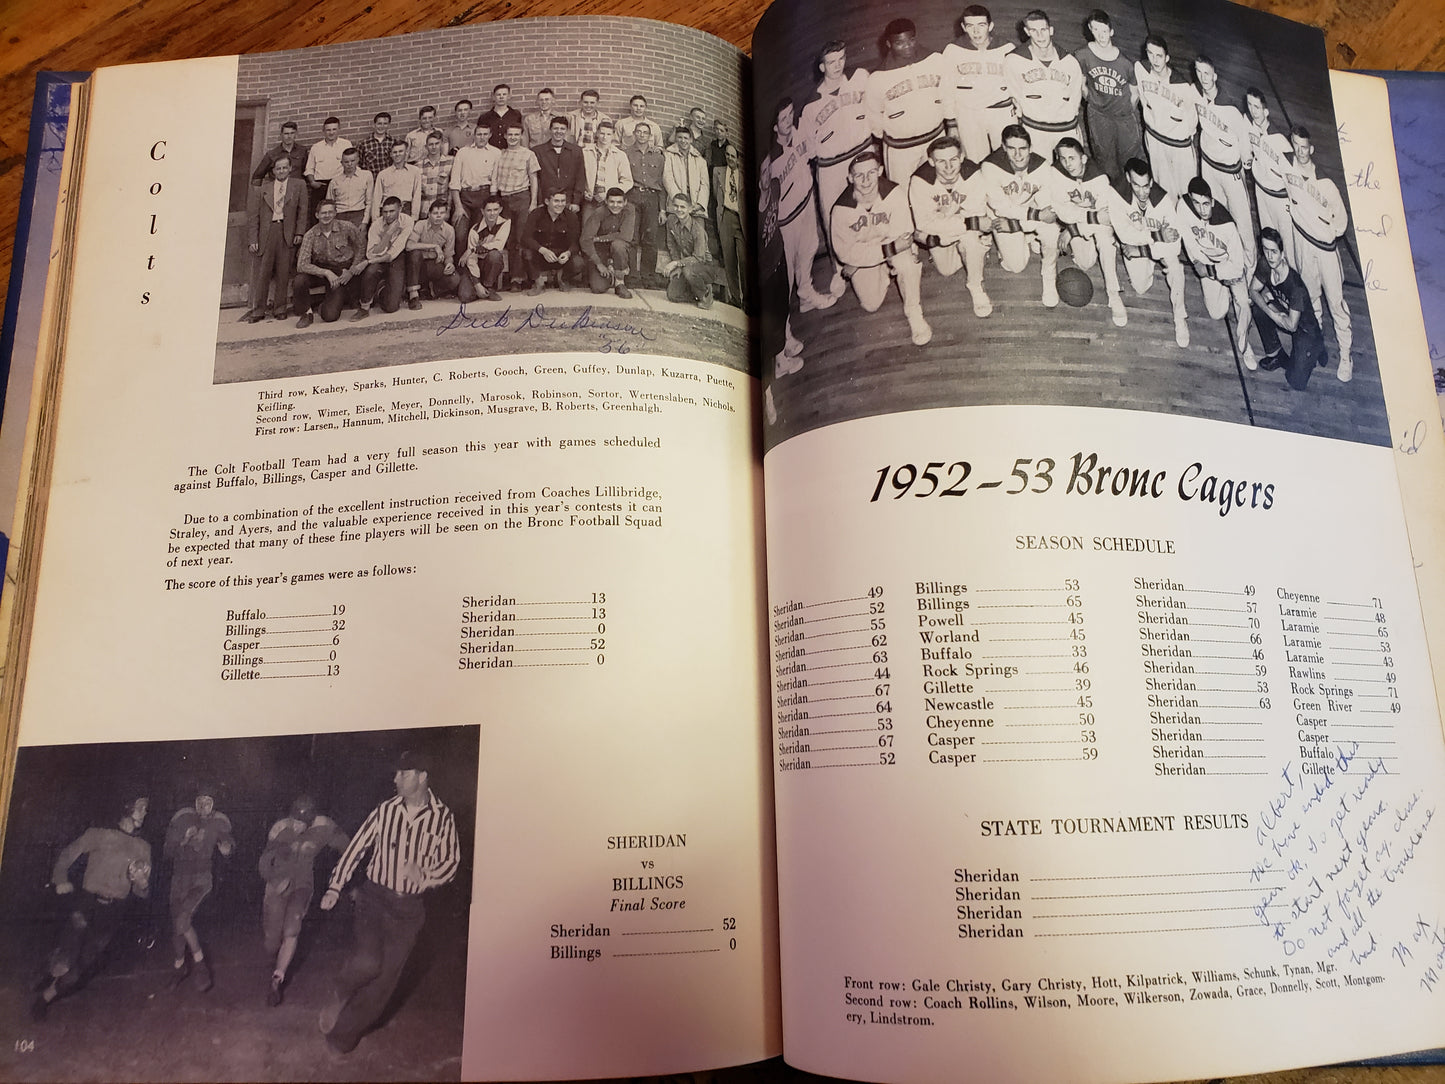 Colts
Dick Dickinson
'56
Third row, Keahey, Sparks, Hunter, C. Roberts, Gooch, Green, Guffey, Dunlap, Kuzarra, Puette,
Keifling.
Second row, Wimer, Eisele, Meyer, Donnelly, Marosok, Robinson, Sortor, Wertenslaben, Nichols.
First row: Larsen,, Hannum, Mitchell, Dickinson, Musgrave, B. Roberts, Greenhalgh.
The Colt Football Team had a very full season this year with games scheduled
against Buffalo, Billings, Casper and Gillette.
Due to a combination of the excellent instruction received from Coaches Lillibridge,
Straley, and Ayers, and the valuable experience received in this year's contests it can
be expected that many of these fine players will be seen on the Bronc Football Squad
of next year.
The score of this year's games were as follows:
Buffalo 19 Sheridan 13
Billings 32 Sheridan 13
Casper 6 Sheridan 0
Billings 0 Sheridan 52
Gillette 13 Sheridan 0
SHERIDAN
vs
BILLINGS
Final Score
Sheridan 52
Billings 0
104
SHERIDAN
13
BRONCS
1952-53 Bronc Cagers
SEASON SCHEDULE
Sheridan 49 Billings 53
Sheridan 52 Billings 65
Sheridan 55 Powell 45
Sheridan 62 Worland 45
Sheridan 63 Buffalo 33
Sheridan 44 Rock Springs 46
Sheridan 67 Gillette 39
Sheridan 64 Newcastle 45
Sheridan 53 Cheyenne 50
Sheridan 67 Casper 53
Sheridan 52 Casper 59
Sheridan 49 Cheyenne 71
Sheridan 57 Laramie 48
Sheridan 70 Laramie 65
Sheridan 66 Laramie 53
Sheridan 46 Laramie 43
Sheridan 59 Rawlins 49
Sheridan 53 Rock Springs 71
Sheridan 63 Green River 49
Sheridan Casper
Sheridan Casper
Sheridan Buffalo
Sheridan Gillette
STATE TOURNAMENT RESULTS
Sheridan
Sheridan
Sheridan
Sheridan
Albert,
We have ended this
year ok, so get ready
to start next years.
Do not forget ag. class
and all the troublone
had.
Max
Front row: Gale Christy, Gary Christy, Hott, Kilpatrick, Williams, Schunk, Tynan, Mgr.
Second row: Coach Rollins, Wilson, Moore, Wilkerson, Zowada, Grace, Donnelly, Scott, Montgom-
ery, Lindstrom.
the